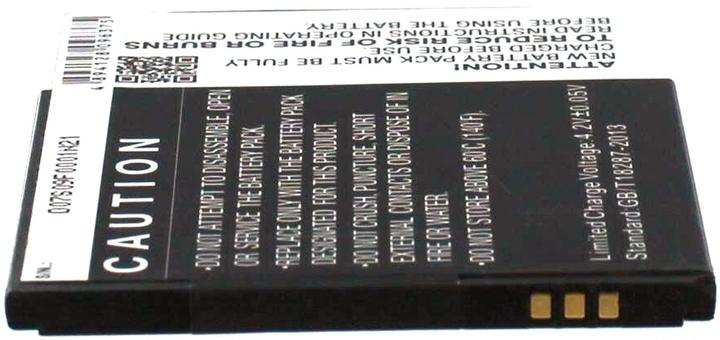 ATTENTION!
NEW BATTERY PACK MUST BE FULLY
CHARGED BEFORE USE.
TO REDUCE RISK OF FIRE OR BURNS
READ INSTRUCTIONS IN OPERATING GUIDE
BEFORE USING THE BATTERY.
4894128096375
S/N.:
CAUTION
•DO NOT ATTEMPT TO DISASSEMBLE, OPEN
OR SERVICE THE BATTERY PACK.
•REPLACE ONLY WITH THE BATTERY PACK
DESIGNATED FOR THIS PRODUCT.
•DO NOT CRUSH, PUNCTURE, SHORT
EXTERNAL CONTACTS OR DISPOSE OF IN
FIRE OR WATER.
•DO NOT STORE ABOVE 60C (140F).
Limited Charge Voltage:4.2V±0.05V
Standard:GB/T18287-2013